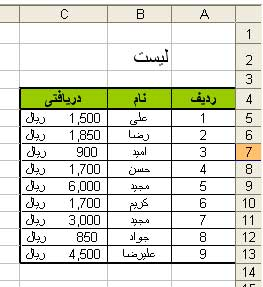 C B A
1
2 لیست
3
4 ردیف نام دریافتی
5 1 علی 1,500 ریال
6 2 رضا 1,850 ریال
7 3 امید 900 ریال
8 4 حسن 1,700 ریال
9 5 مجید 6,000 ریال
10 6 کریم 1,700 ریال
11 7 مجید 3,000 ریال
12 8 جواد 850 ریال
13 9 علیرضا 4,500 ریال
14
15